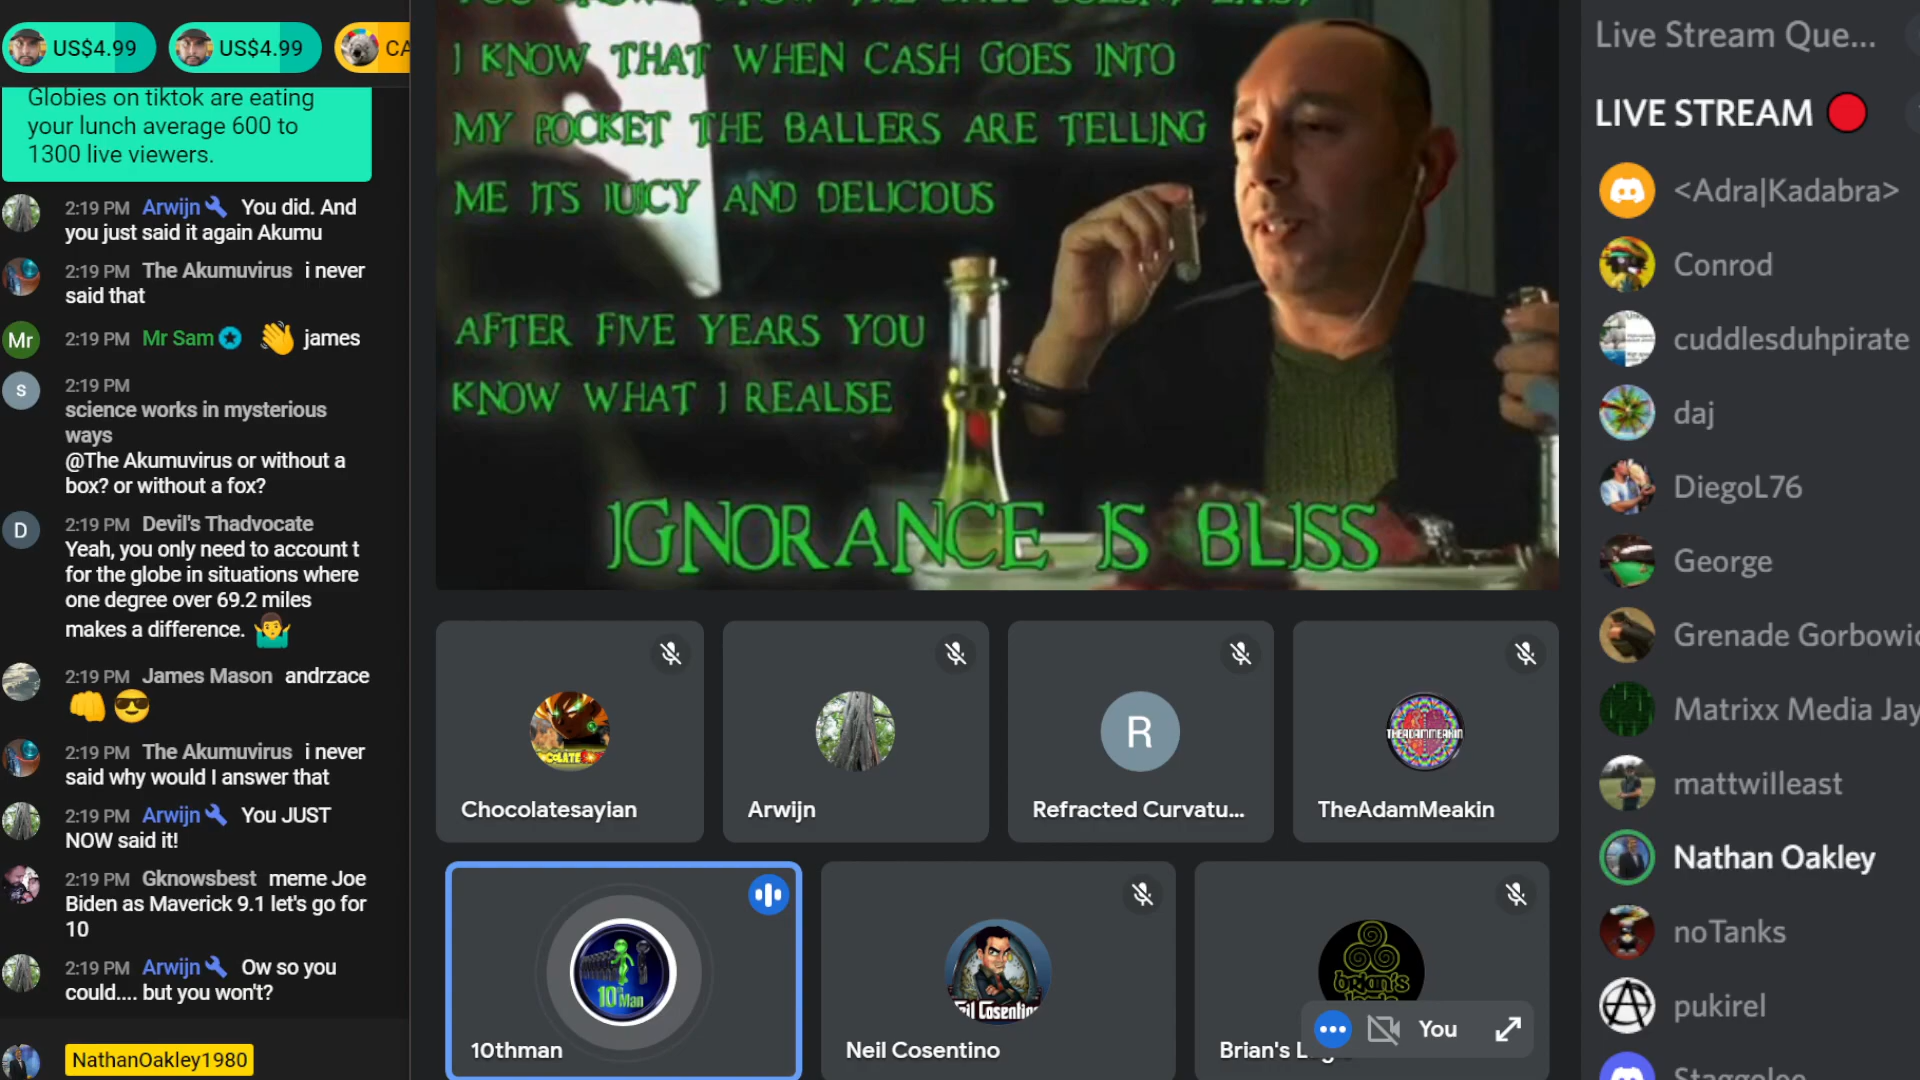 US$4.99
US$4.99
CA
Globies on tiktok are eating
your lunch average 600 to
1300 live viewers.
2:19 PM Arwijn You did. And
you just said it again Akumu
2:19 PM The Akumuvirus i never
said that
Mr
2:19 PM Mr Sam james
S
2:19 PM
science works in mysterious
ways
@The Akumuvirus or without a
box? or without a fox?
D
2:19 PM Devil's Thadvocate
Yeah, you only need to account t
for the globe in situations where
one degree over 69.2 miles
makes a difference.
2:19 PM James Mason andrzace
2:19 PM The Akumuvirus i never
said why would I answer that
2:19 PM Arwijn You JUST
NOW said it!
2:19 PM Gknowsbest meme Joe
Biden as Maverick 9.1 let's go for
10
2:19 PM Arwijn Ow so you
could.... but you won't?
NathanOakley1980
I KNOW THAT WHEN CASH GOES INTO
MY POCKET THE BALLERS ARE TELLING
ME ITS JUICY AND DELICIOUS
AFTER FIVE YEARS YOU
KNOW WHAT I REALISE
IGNORANCE IS BLISS
Chocolatesayian
Arwijn
R
Refracted Curvatu...
THEADAMMEAKIN
TheAdamMeakin
10th Man
10thman
Neil Cosentino
Brian's
You
Live Stream Que...
LIVE STREAM
<Adra|Kadabra>
Conrod
cuddlesduhpirate
daj
DiegoL76
George
Grenade Gorbowic
Matrixx Media Jay
mattwilleast
Nathan Oakley
noTanks
pukirel
Staggolee